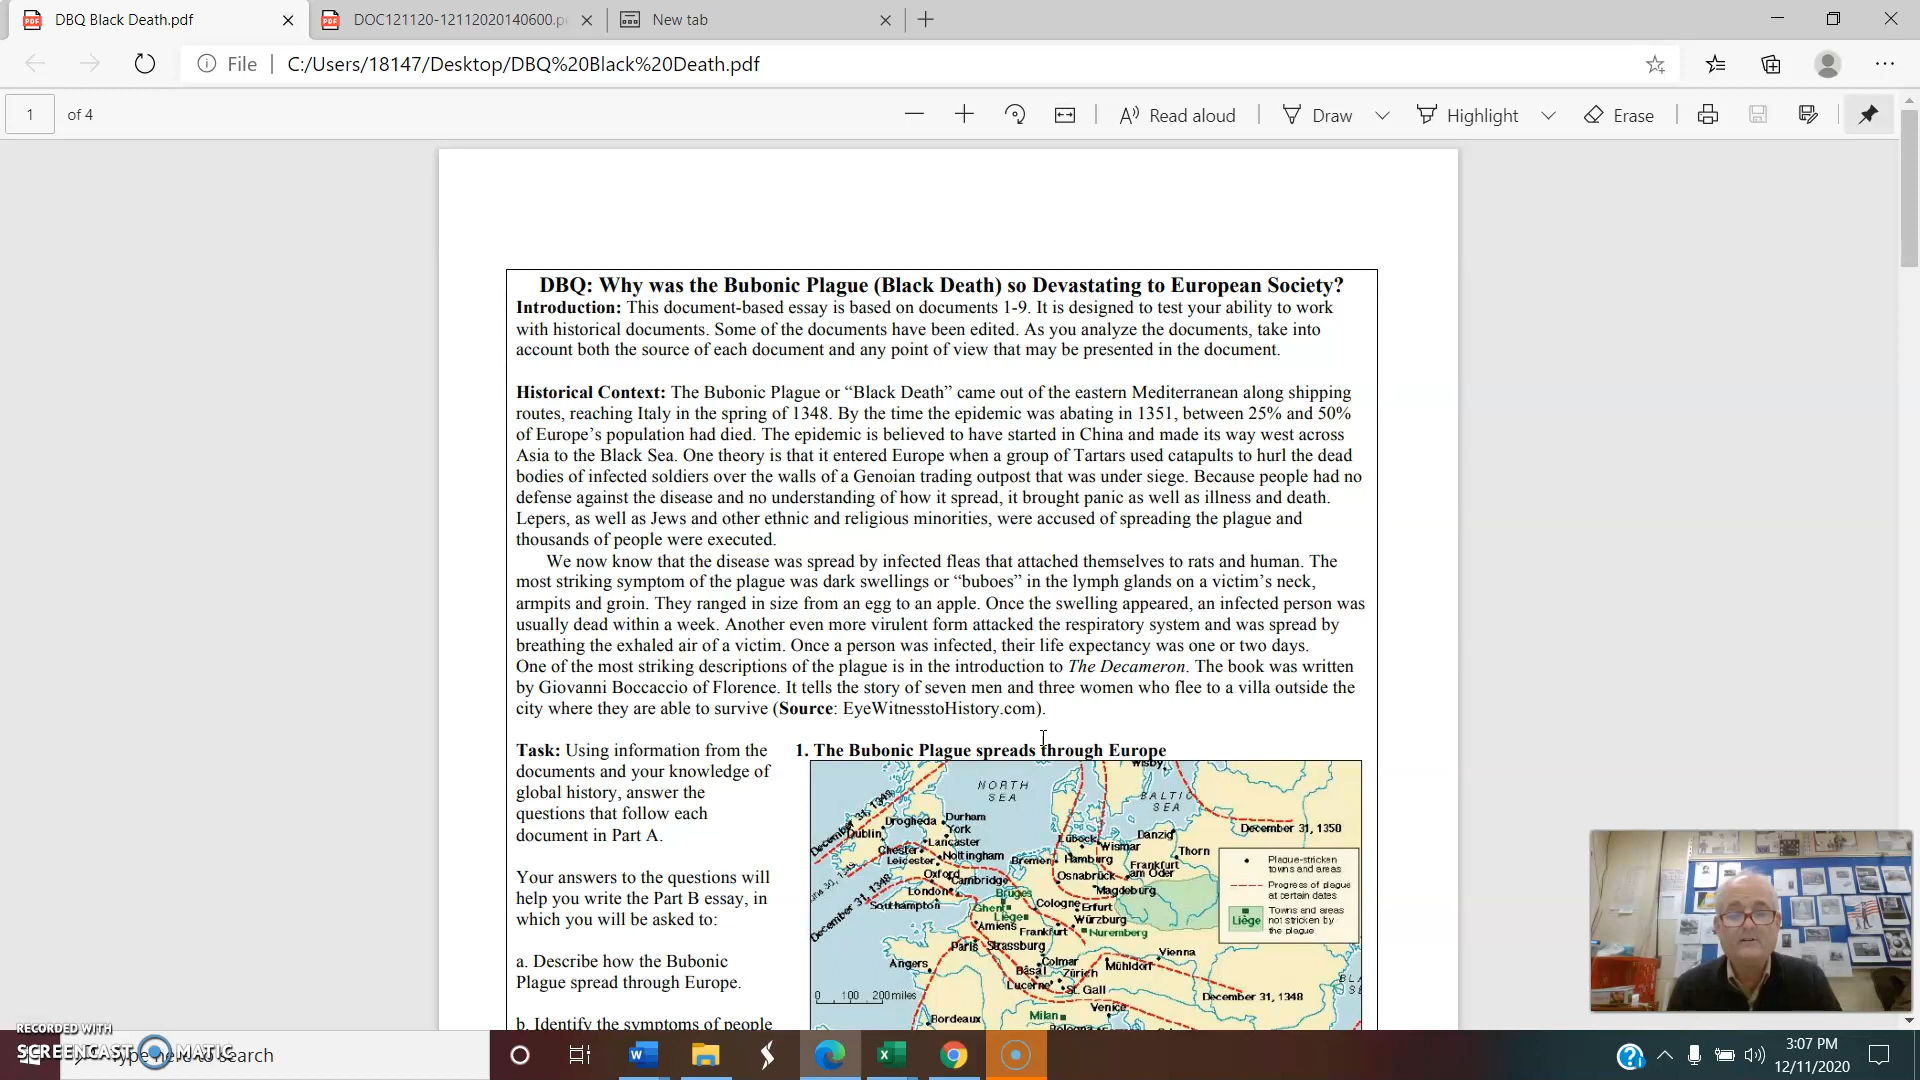 DBQ Black Death.pdf
DOC121120-12112020140600.p
New tab
File
C:/Users/18147/Desktop/DBQ%20Black%20Death.pdf
1 of 4
Read aloud
Draw
Highlight
Erase
DBQ: Why was the Bubonic Plague (Black Death) so Devastating to European Society?
Introduction: This document-based essay is based on documents 1-9. It is designed to test your ability to work
with historical documents. Some of the documents have been edited. As you analyze the documents, take into
account both the source of each document and any point of view that may be presented in the document.
Historical Context: The Bubonic Plague or “Black Death” came out of the eastern Mediterranean along shipping
routes, reaching Italy in the spring of 1348. By the time the epidemic was abating in 1351, between 25% and 50%
of Europe’s population had died. The epidemic is believed to have started in China and made its way west across
Asia to the Black Sea. One theory is that it entered Europe when a group of Tartars used catapults to hurl the dead
bodies of infected soldiers over the walls of a Genoian trading outpost that was under siege. Because people had no
defense against the disease and no understanding of how it spread, it brought panic as well as illness and death.
Lepers, as well as Jews and other ethnic and religious minorities, were accused of spreading the plague and
thousands of people were executed.
We now know that the disease was spread by infected fleas that attached themselves to rats and human. The
most striking symptom of the plague was dark swellings or “buboes” in the lymph glands on a victim’s neck,
armpits and groin. They ranged in size from an egg to an apple. Once the swelling appeared, an infected person was
usually dead within a week. Another even more virulent form attacked the respiratory system and was spread by
breathing the exhaled air of a victim. Once a person was infected, their life expectancy was one or two days.
One of the most striking descriptions of the plague is in the introduction to The Decameron. The book was written
by Giovanni Boccaccio of Florence. It tells the story of seven men and three women who flee to a villa outside the
city where they are able to survive (Source: EyeWitnesstoHistory.com).
Task: Using information from the
documents and your knowledge of
global history, answer the
questions that follow each
document in Part A.
Your answers to the questions will
help you write the Part B essay, in
which you will be asked to:
a. Describe how the Bubonic
Plague spread through Europe.
b. Identify the symptoms of people
1. The Bubonic Plague spreads through Europe
Wisby
NORTH
SEA
BALTIC
SEA
December 31, 1349
Drogheda
Durham
Dublin
York
Lancaster
Chester
Leicester
Nottingham
Oxford
Cambridge
London
Southampton
December 31, 1348
Lübeck
Wismar
Danzig
Bremen
Hamburg
Thorn
Frankfurt
am Oder
Osnabrück
Magdeburg
Bruges
Ghent
Liège
Cologne
Erfurt
Amiens
Würzburg
Frankfurt
Nuremberg
Paris
Strassburg
Angers
Colmar
Basal
Zürich
Mühldorf
Vienna
Lucerne
St. Gall
Venice
Milan
Bologna
Bordeaux
0 100 200 miles
December 31, 1350
Plague-stricken
towns and areas
Progress of plague
at certain dates
Liège
Towns and areas
not stricken by
the plague
December 31, 1348
RECORDED WITH
SCREENCAST MATIC
Type here to search
3:07 PM
12/11/2020